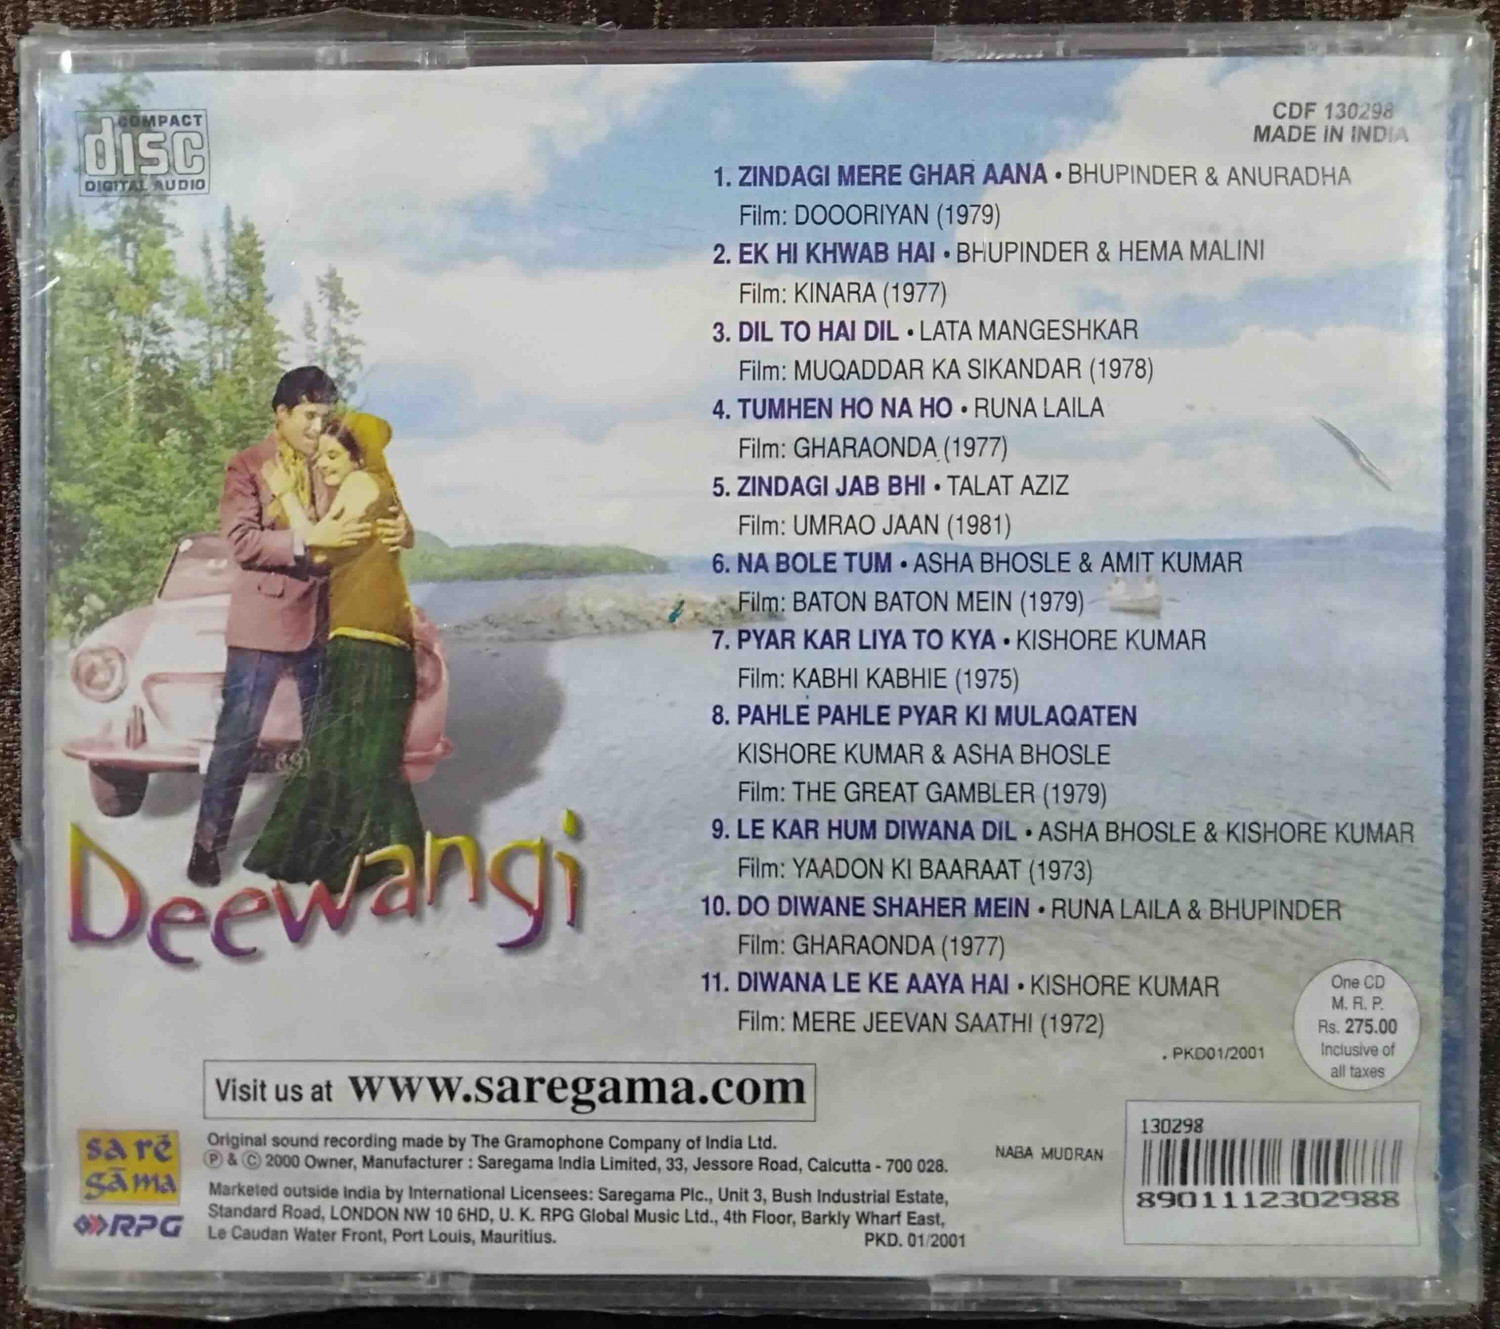 COMPACT
disc
DIGITAL AUDIO
CDF 130298
MADE IN INDIA
1. ZINDAGI MERE GHAR AANA • BHUPINDER & ANURADHA
Film: DOOORIYAN (1979)
2. EK HI KHWAB HAI • BHUPINDER & HEMA MALINI
Film: KINARA (1977)
3. DIL TO HAI DIL • LATA MANGESHKAR
Film: MUQADDAR KA SIKANDAR (1978)
4. TUMHEN HO NA HO • RUNA LAILA
Film: GHARAONDA (1977)
5. ZINDAGI JAB BHI • TALAT AZIZ
Film: UMRAO JAAN (1981)
6. NA BOLE TUM • ASHA BHOSLE & AMIT KUMAR
Film: BATON BATON MEIN (1979)
7. PYAR KAR LIYA TO KYA • KISHORE KUMAR
Film: KABHI KABHIE (1975)
8. PAHLE PAHLE PYAR KI MULAQATEN
KISHORE KUMAR & ASHA BHOSLE
Film: THE GREAT GAMBLER (1979)
9. LE KAR HUM DIWANA DIL • ASHA BHOSLE & KISHORE KUMAR
Film: YAADON KI BAARAAT (1973)
10. DO DIWANE SHAHER MEIN • RUNA LAILA & BHUPINDER
Film: GHARAONDA (1977)
11. DIWANA LE KE AAYA HAI • KISHORE KUMAR
Film: MERE JEEVAN SAATHI (1972)
Deewangi
. PKD01/2001
One CD
M. R. P.
Rs. 275.00
Inclusive of
all taxes
Visit us at www.saregama.com
sa rē
gāma
RPG
Original sound recording made by The Gramophone Company of India Ltd.
Ⓟ & Ⓒ 2000 Owner, Manufacturer : Saregama India Limited, 33, Jessore Road, Calcutta - 700 028.
Marketed outside India by International Licensees: Saregama Plc., Unit 3, Bush Industrial Estate,
Standard Road, LONDON NW 10 6HD, U. K. RPG Global Music Ltd., 4th Floor, Barkly Wharf East,
Le Caudan Water Front, Port Louis, Mauritius.
PKD. 01/2001
NABA MUDRAN
130298
8901112302988